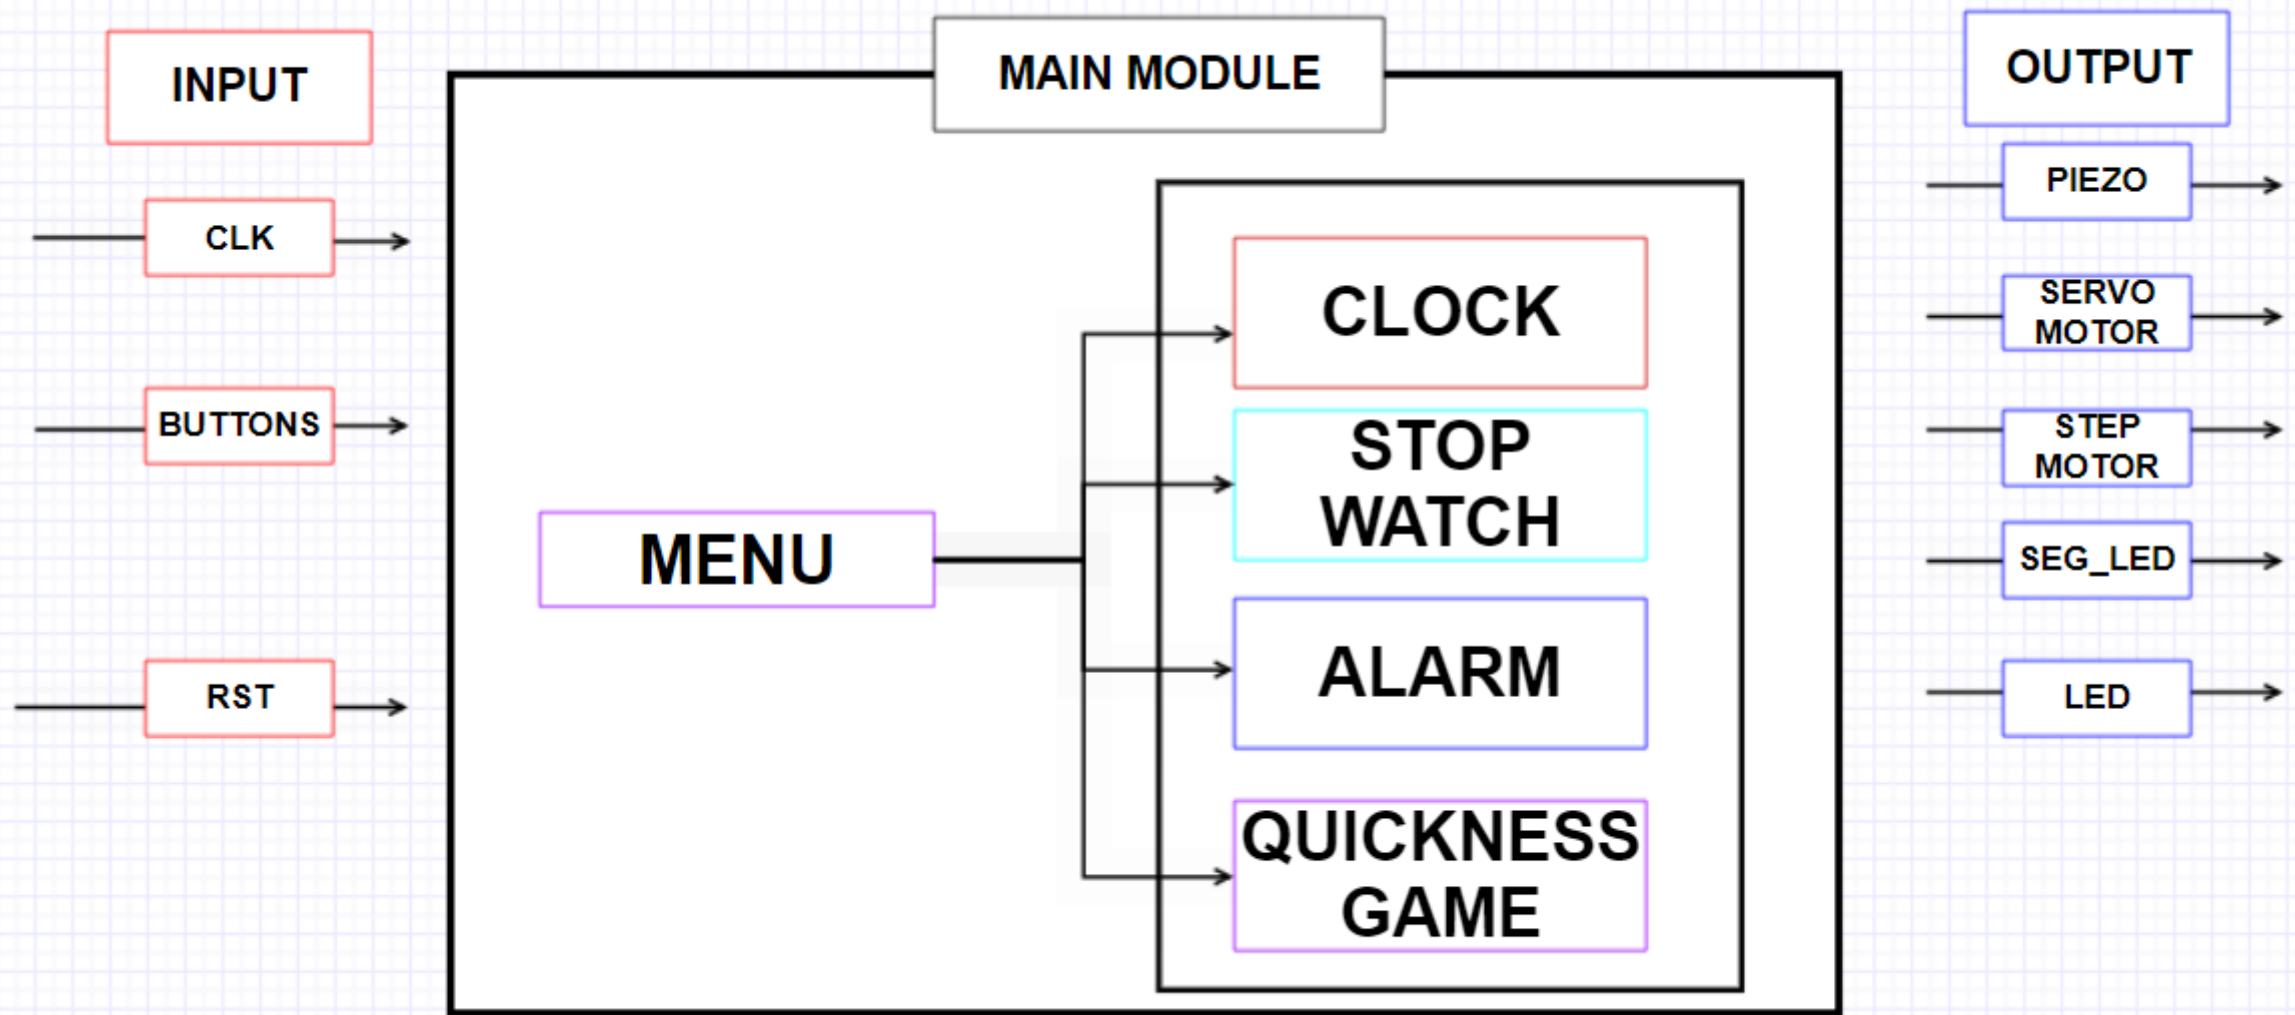 INPUT
CLK
BUTTONS
RST
MAIN MODULE
MENU
CLOCK
STOP
WATCH
ALARM
QUICKNESS
GAME
OUTPUT
PIEZO
SERVO
MOTOR
STEP
MOTOR
SEG_LED
LED